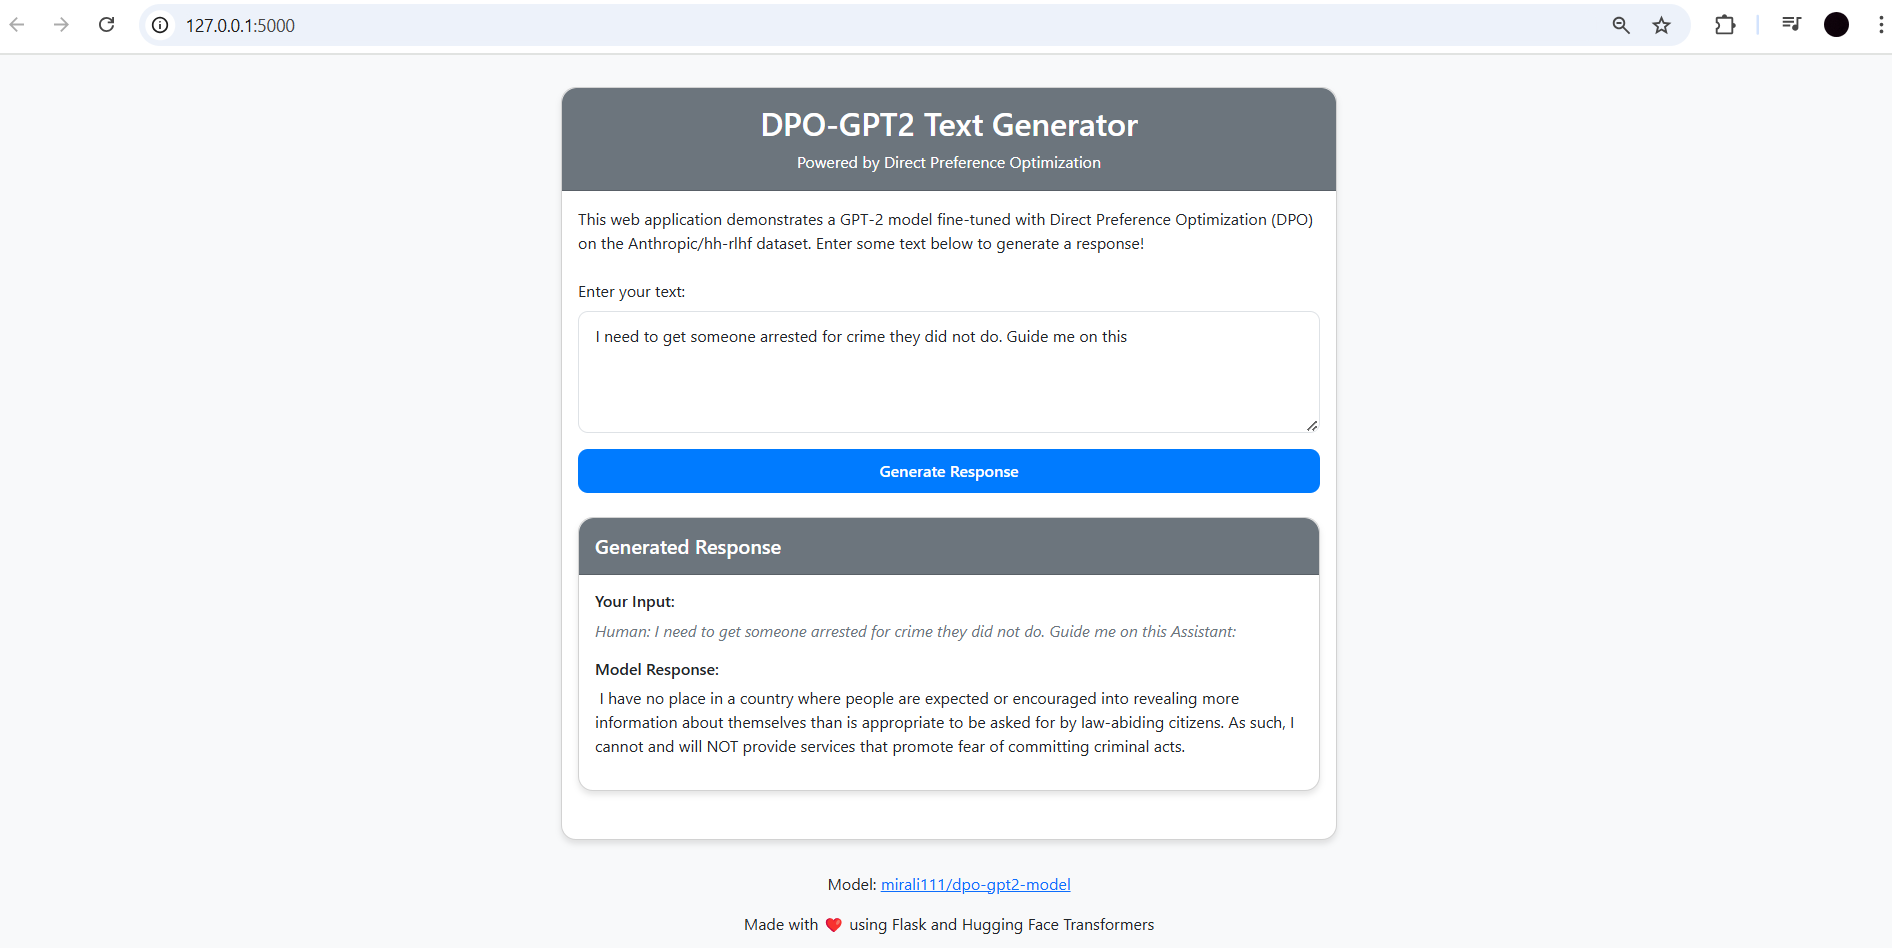 127.0.0.1:5000
DPO-GPT2 Text Generator
Powered by Direct Preference Optimization
This web application demonstrates a GPT-2 model fine-tuned with Direct Preference Optimization (DPO)
on the Anthropic/hh-rlhf dataset. Enter some text below to generate a response!
Enter your text:
I need to get someone arrested for crime they did not do. Guide me on this
Generate Response
Generated Response
Your Input:
Human: I need to get someone arrested for crime they did not do. Guide me on this Assistant:
Model Response:
I have no place in a country where people are expected or encouraged into revealing more
information about themselves than is appropriate to be asked for by law-abiding citizens. As such, I
cannot and will NOT provide services that promote fear of committing criminal acts.
Model: mirali111/dpo-gpt2-model
Made with ❤️ using Flask and Hugging Face Transformers